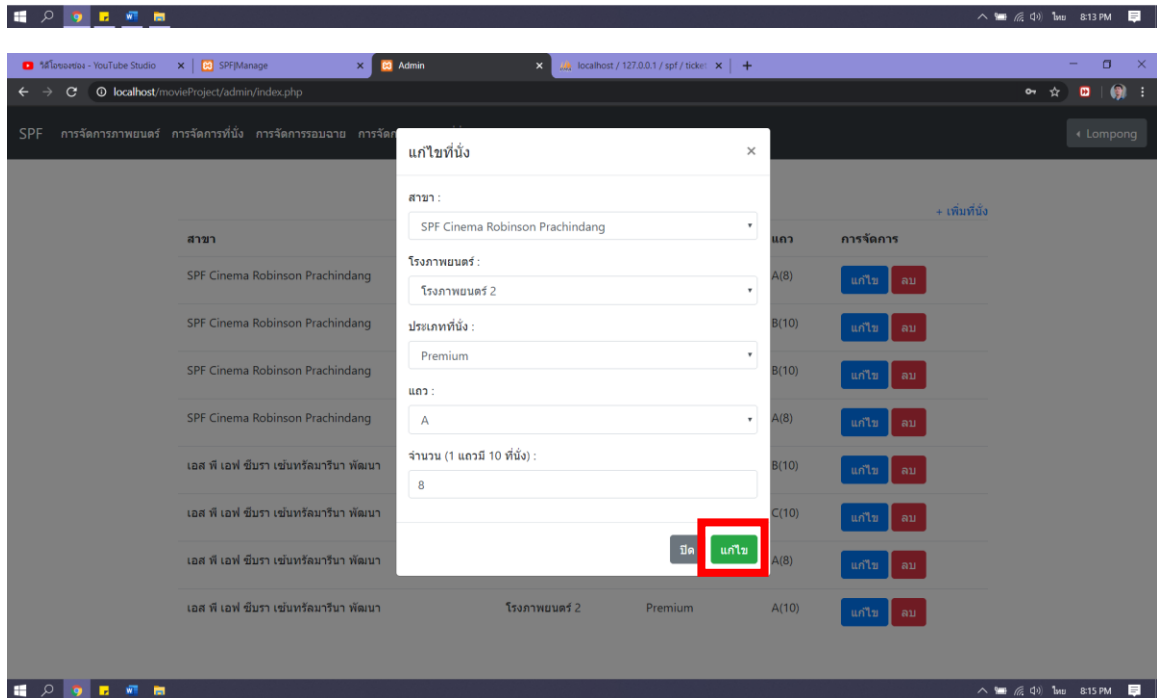 ไทย 8:13 PM
วิดีโอของช่อง - YouTube Studio
SPF|Manage
Admin
localhost / 127.0.0.1 / spf / ticket
localhost/movieProject/admin/index.php
SPF การจัดการภาพยนตร์ การจัดการที่นั่ง การจัดการรอบฉาย
Lompong
แก้ไขที่นั่ง ×
สาขา :
SPF Cinema Robinson Prachindang
โรงภาพยนตร์ :
โรงภาพยนตร์ 2
ประเภทที่นั่ง :
Premium
แถว :
A
จำนวน (1 แถวมี 10 ที่นั่ง) :
8
ปิด แก้ไข
+ เพิ่มที่นั่ง
สาขา แถว การจัดการ
SPF Cinema Robinson Prachindang A(8) แก้ไข ลบ
SPF Cinema Robinson Prachindang B(10) แก้ไข ลบ
SPF Cinema Robinson Prachindang B(10) แก้ไข ลบ
SPF Cinema Robinson Prachindang A(8) แก้ไข ลบ
เอส พี เอฟ ซีบรา เซ้นทรัลมารีนา พัฒนา B(10) แก้ไข ลบ
เอส พี เอฟ ซีบรา เซ้นทรัลมารีนา พัฒนา C(10) แก้ไข ลบ
เอส พี เอฟ ซีบรา เซ้นทรัลมารีนา พัฒนา A(8) แก้ไข ลบ
เอส พี เอฟ ซีบรา เซ้นทรัลมารีนา พัฒนา โรงภาพยนตร์ 2 Premium A(10) แก้ไข ลบ
ไทย 8:15 PM